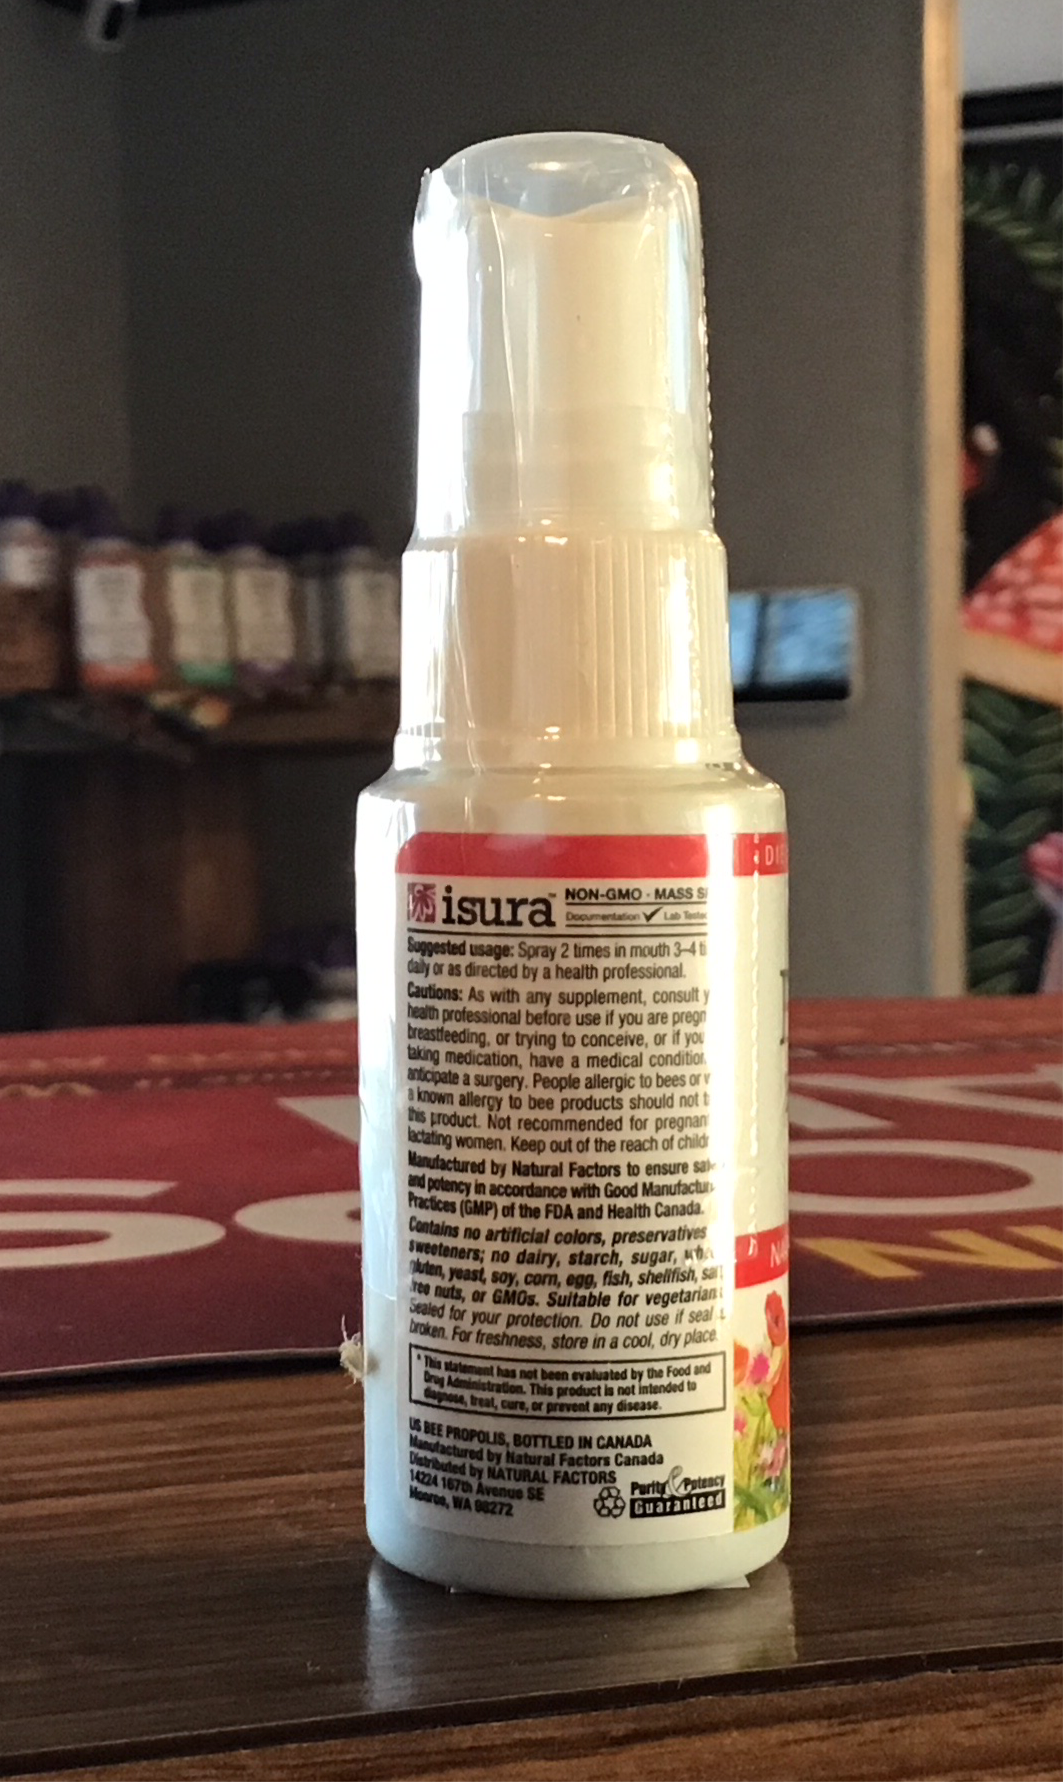 isura™ NON-GMO · MASS
Documentation ✓ Lab
Suggested usage: Spray 2 times in mouth 3–4
daily or as directed by a health professional.
Cautions: As with any supplement, consult
health professional before use if you are
breastfeeding, or trying to conceive, or if you
taking medication, have a medical
anticipate a surgery. People allergic to bees or
a known allergy to bee products should not
this product. Not recommended for
lactating women. Keep out of the reach of
Manufactured by Natural Factors to ensure
and potency in accordance with Good
Practices (GMP) of the FDA and Health Canada.
Contains no artificial colors, preservatives
sweeteners; no dairy, starch, sugar,
gluten, yeast, soy, corn, egg, fish, shellfish,
nuts, or GMOs. Suitable for
Sealed for your protection. Do not use if seal
broken. For freshness, store in a cool, dry place.
* This statement has not been evaluated by the Food and
Drug Administration. This product is not intended to
diagnose, treat, cure, or prevent any disease.
US BEE PROPOLIS, BOTTLED IN CANADA
Manufactured by Natural Factors Canada
Distributed by NATURAL FACTORS
14224 167th Avenue SE
Monroe, WA 98272
Purity & Potency
Guaranteed